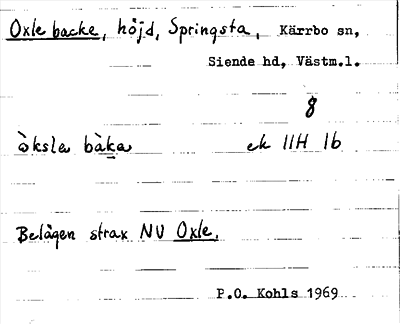 Oxle backe, höjd, Springsta, Kärrbo sn,
Siende hd, Västm.l.
8
òksla bàka ek 11H 1b
Belägen strax NV Oxle.
P.O. Kohls 1969